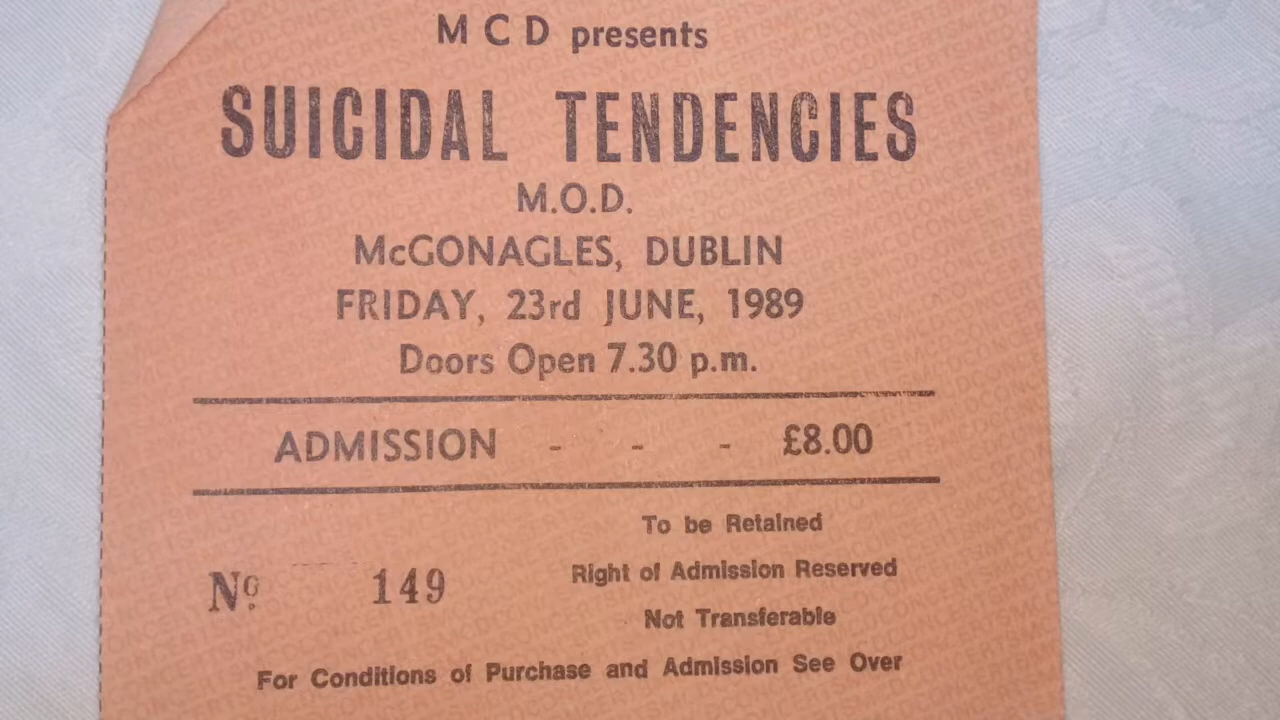 M C D presents
SUICIDAL TENDENCIES
M.O.D.
McGONAGLES, DUBLIN
FRIDAY, 23rd JUNE, 1989
Doors Open 7.30 p.m.
ADMISSION - - - £8.00
To be Retained
Right of Admission Reserved
Nº 149
Not Transferable
For Conditions of Purchase and Admission See Over